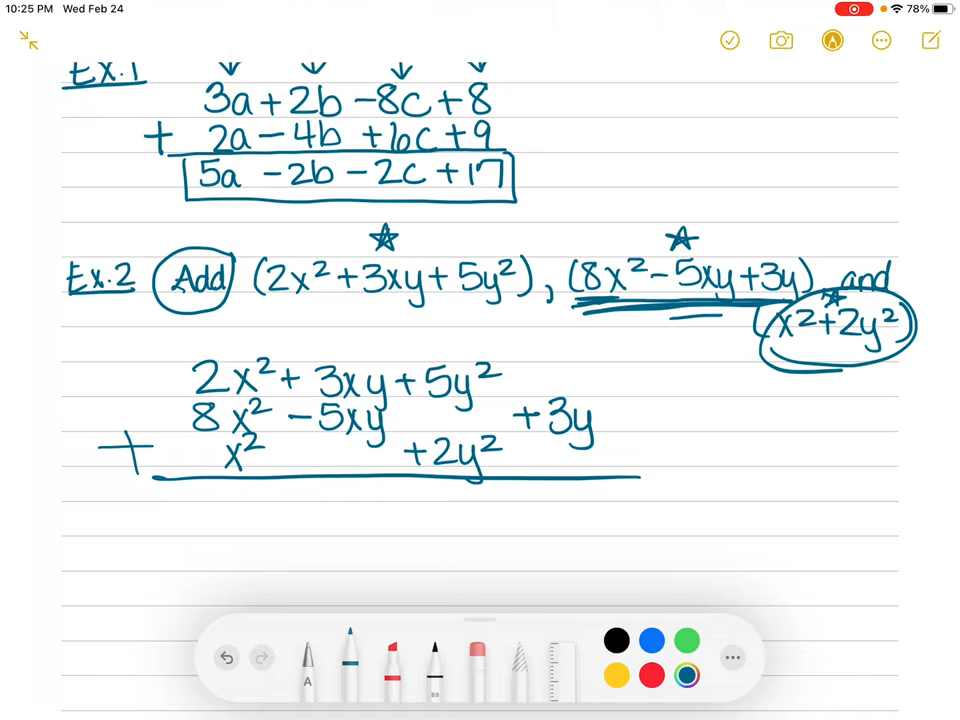 10:25 PM Wed Feb 24 78%
Ex.1
3a + 2b - 8c + 8
+ 2a - 4b + 6c + 9
5a - 2b - 2c + 17
Ex.2 Add (2x² + 3xy + 5y²), (8x² - 5xy + 3y) and
(x² + 2y²)
2x² + 3xy + 5y²
8x² - 5xy + 3y
+ x² + 2y²
A 89